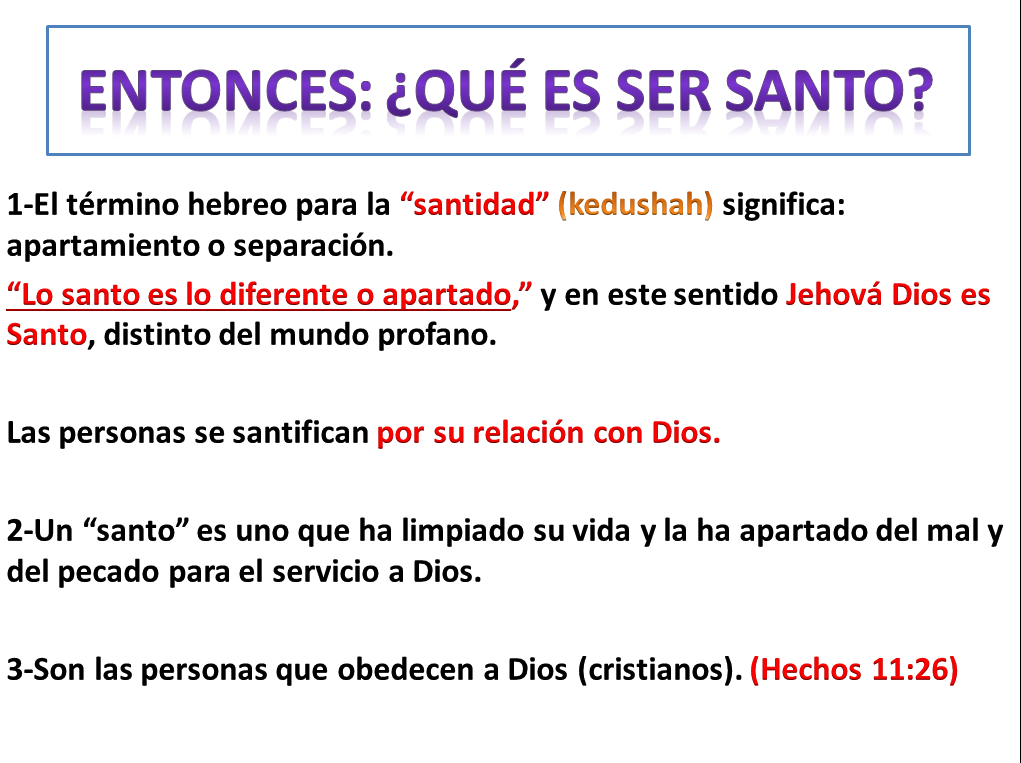 ENTONCES: ¿QUÉ ES SER SANTO?
1-El término hebreo para la “santidad” (kedushah) significa:
apartamiento o separación.
“Lo santo es lo diferente o apartado,” y en este sentido Jehová Dios es
Santo, distinto del mundo profano.
Las personas se santifican por su relación con Dios.
2-Un “santo” es uno que ha limpiado su vida y la ha apartado del mal y
del pecado para el servicio a Dios.
3-Son las personas que obedecen a Dios (cristianos). (Hechos 11:26)